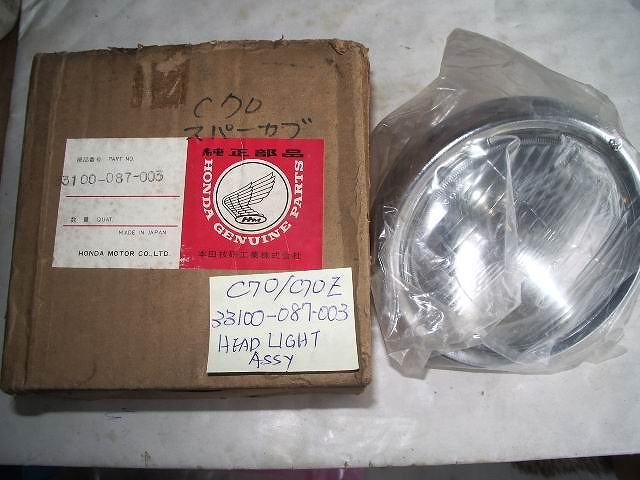 C70
スパーカブ
部品番号 PART NO.
3100-087-003
数量 QUAT.
MADE IN JAPAN
HONDA MOTOR CO., LTD.
純正部品
HONDA GENUINE PARTS
HM
本田技研工業株式会社
C70/C70Z
33100-087-003
HEAD LIGHT
ASSY